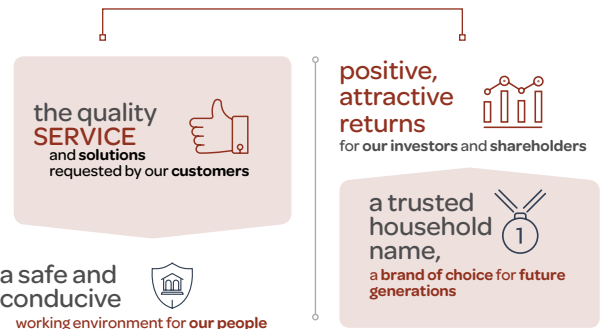 the quality
SERVICE
and solutions
requested by our customers
a safe and
conducive
working environment for our people
positive,
attractive
returns
for our investors and shareholders
a trusted
household
name,
1
a brand of choice for future
generations